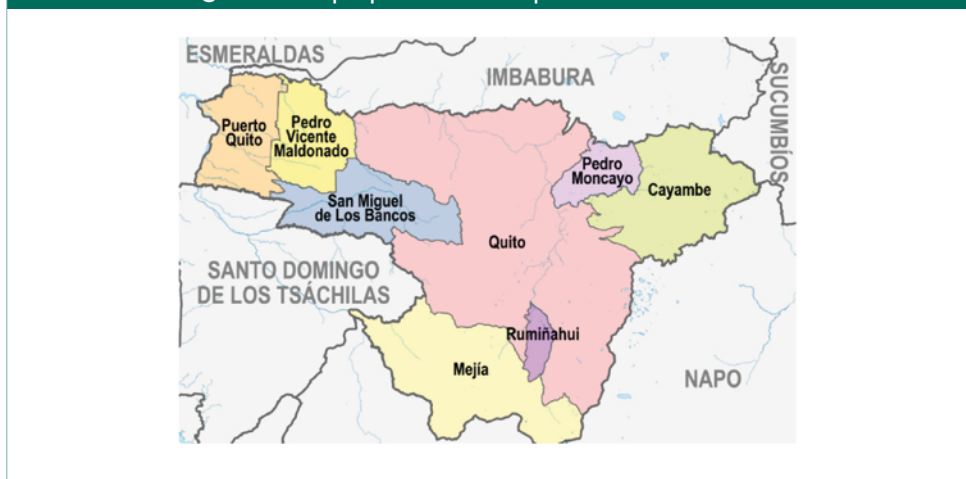 ESMERALDAS
IMBABURA
SUCUMBÍOS
Puerto
Quito
Pedro
Vicente
Maldonado
Pedro
Moncayo
Cayambe
San Miguel
de Los Bancos
Quito
SANTO DOMINGO
DE LOS TSÁCHILAS
Rumiñahui
Mejía
NAPO